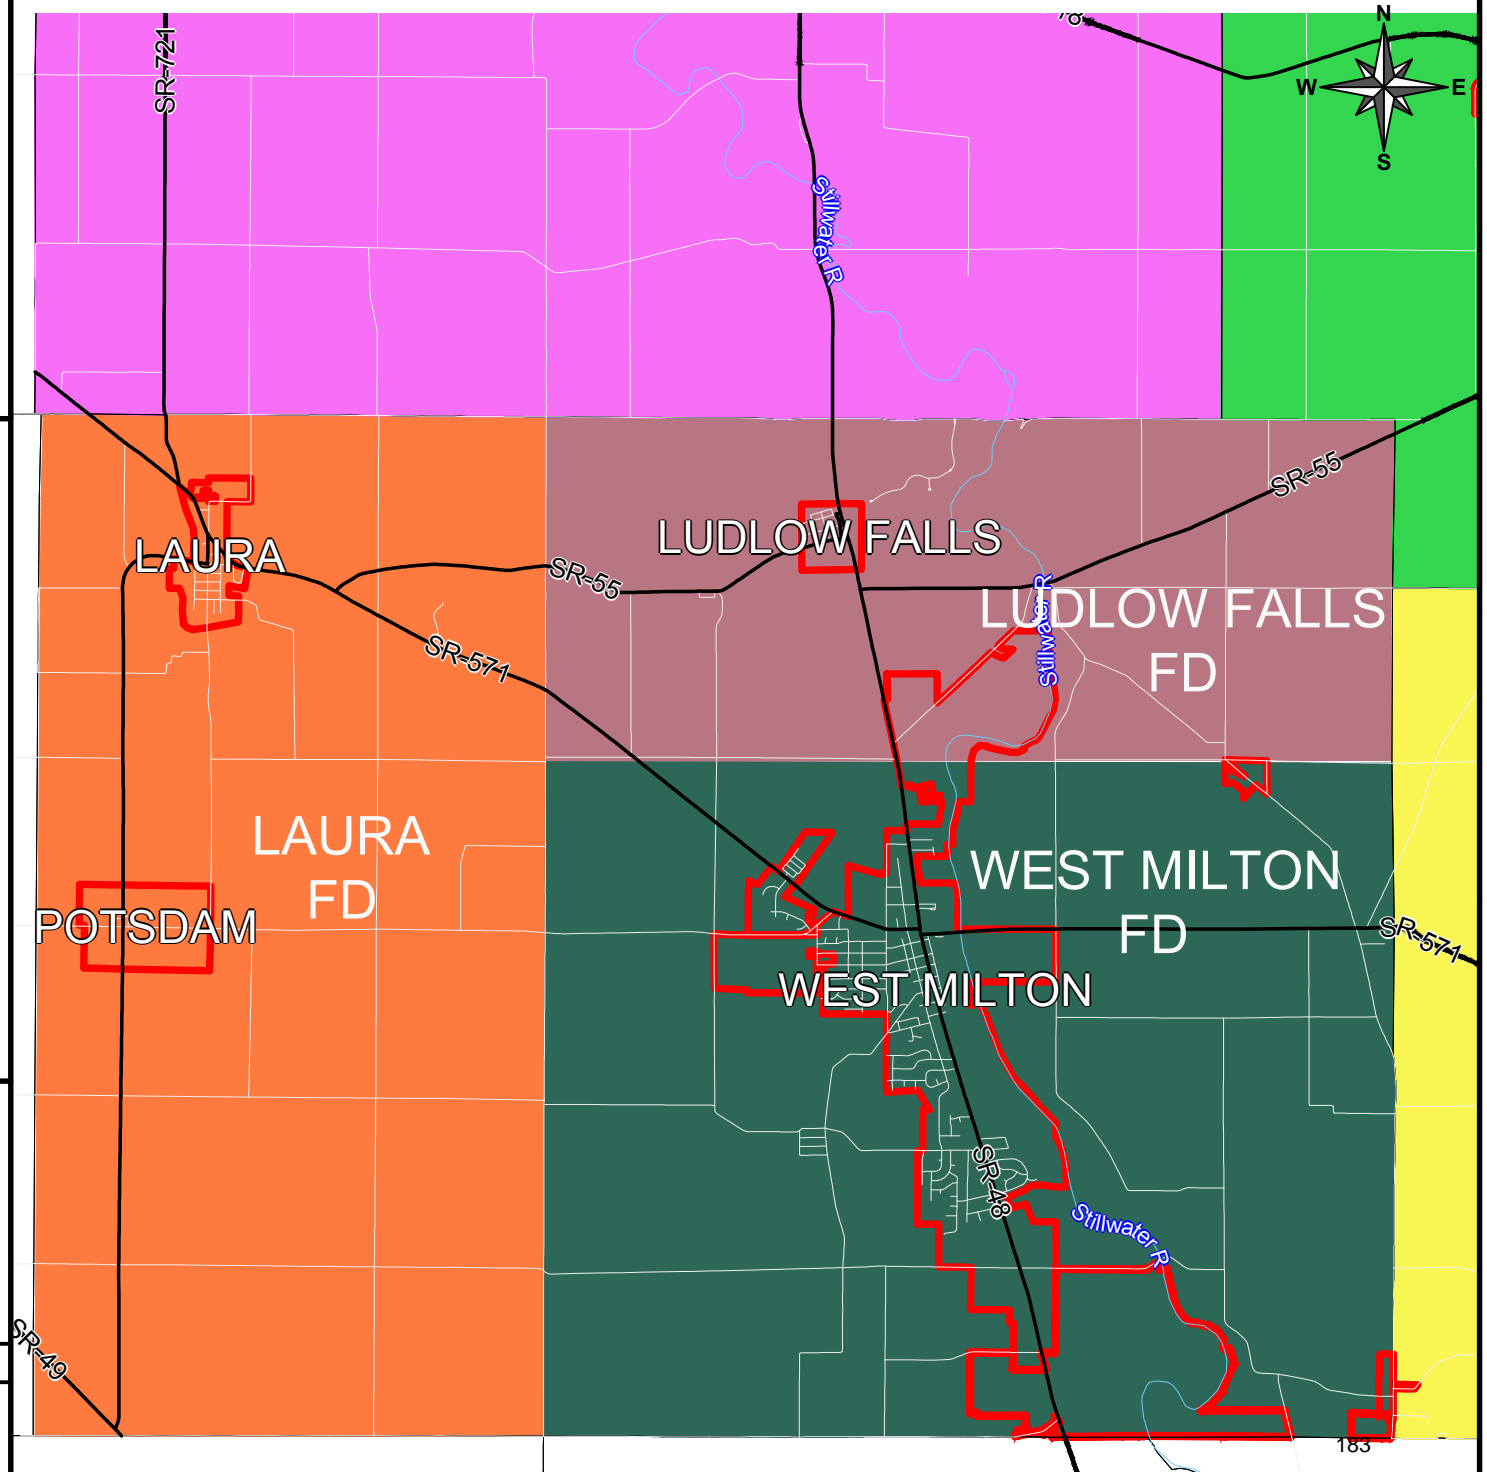 N
W E
S
SR-721
Stillwater R
SR-55
LAURA
LUDLOW FALLS
SR-55
LUDLOW FALLS
FD
Stillwater R
SR-571
LAURA
FD
WEST MILTON
FD
POTSDAM
SR-571
WEST MILTON
SR-48
Stillwater R
SR-49
183